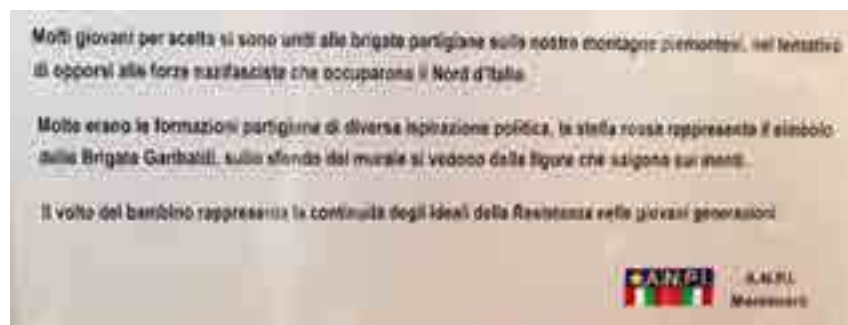 Molti giovani per scelta si sono uniti alle brigate partigiane sulle nostre montagne piemontesi, nel tentativo
di opporsi alle forze nazifasciste che occuparono il Nord d'Italia.
Molte erano le formazioni partigiane di diversa ispirazione politica, la stella rossa rappresenta il simbolo
delle Brigate Garibaldi, sullo sfondo del murale si vedono delle figure che salgono sui monti.
Il volto del bambino rappresenta la continuità degli ideali della Resistenza nelle giovani generazioni
A.N.P.I.
A.N.P.I.